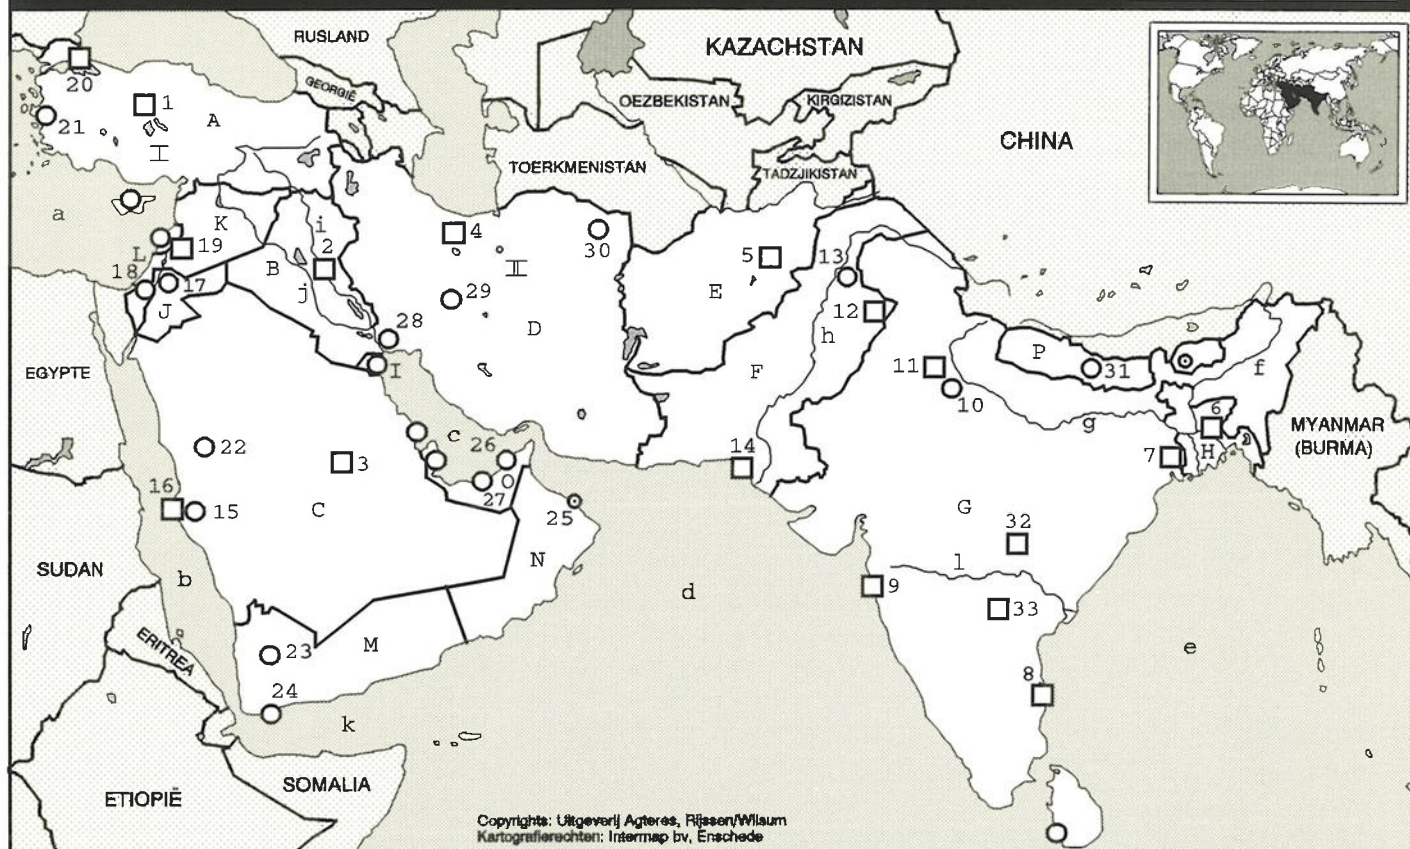 RUSLAND
KAZACHSTAN
20
GEORGIË
OEZBEKISTAN
KIRGIZISTAN
1
21
A
I
CHINA
TOERKMENISTAN
TADZJIKISTAN
a
K
i
4
30
L
19
2
II
5
13
18
B
17
j
E
J
29
12
D
h
28
EGYPTE
I
F
P
31
f
11
10
g
6
MYANMAR
(BURMA)
22
c
26
14
7
H
3
16
27
O
15
C
25
G
32
SUDAN
N
l
b
d
9
33
ERITREA
M
e
23
8
24
k
ETIOPIË
SOMALIA
Copyrights: Uitgeverij Agteres, Rijssen/Wilsum
Kartografierechten: Intermap bv, Enschede